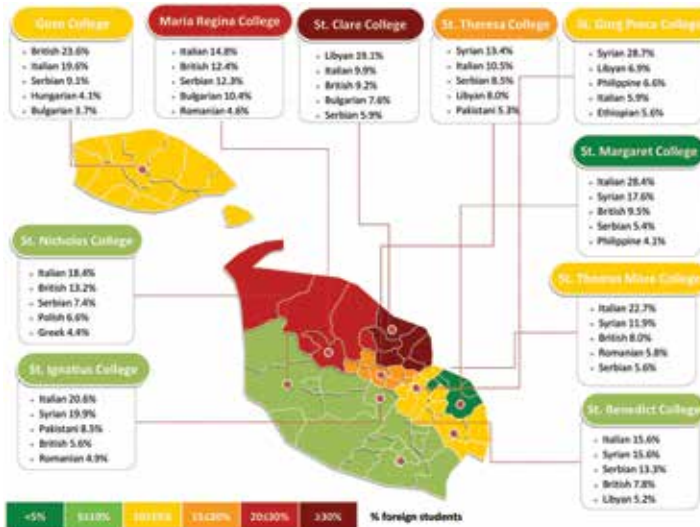 Gozo College
British 23.6%
Italian 19.6%
Serbian 9.1%
Hungarian 4.1%
Bulgarian 3.7%
Maria Regina College
Italian 14.8%
British 12.4%
Serbian 12.3%
Bulgarian 10.4%
Romanian 4.6%
St. Clare College
Libyan 19.1%
Italian 9.9%
British 9.2%
Bulgarian 7.6%
Serbian 5.9%
St. Theresa College
Syrian 13.4%
Italian 10.5%
Serbian 8.5%
Libyan 8.0%
Pakistani 5.3%
St. Gorg Preca College
Syrian 28.7%
Libyan 6.9%
Philippine 6.6%
Italian 5.9%
Ethiopian 5.6%
St. Margaret College
Italian 28.4%
Syrian 17.6%
British 9.5%
Serbian 5.4%
Philippine 4.1%
St. Nicholas College
Italian 18.4%
British 13.2%
Serbian 7.4%
Polish 6.6%
Greek 4.4%
St. Thomas More College
Italian 22.7%
Syrian 11.9%
British 8.0%
Romanian 5.8%
Serbian 5.6%
St. Ignatius College
Italian 20.6%
Syrian 19.9%
Pakistani 8.5%
British 5.6%
Romanian 4.9%
St. Benedict College
Italian 15.6%
Syrian 15.6%
Serbian 13.3%
British 7.8%
Libyan 5.2%
<5%
5≤10%
15≤20%
20≤30%
≥30%
% foreign students